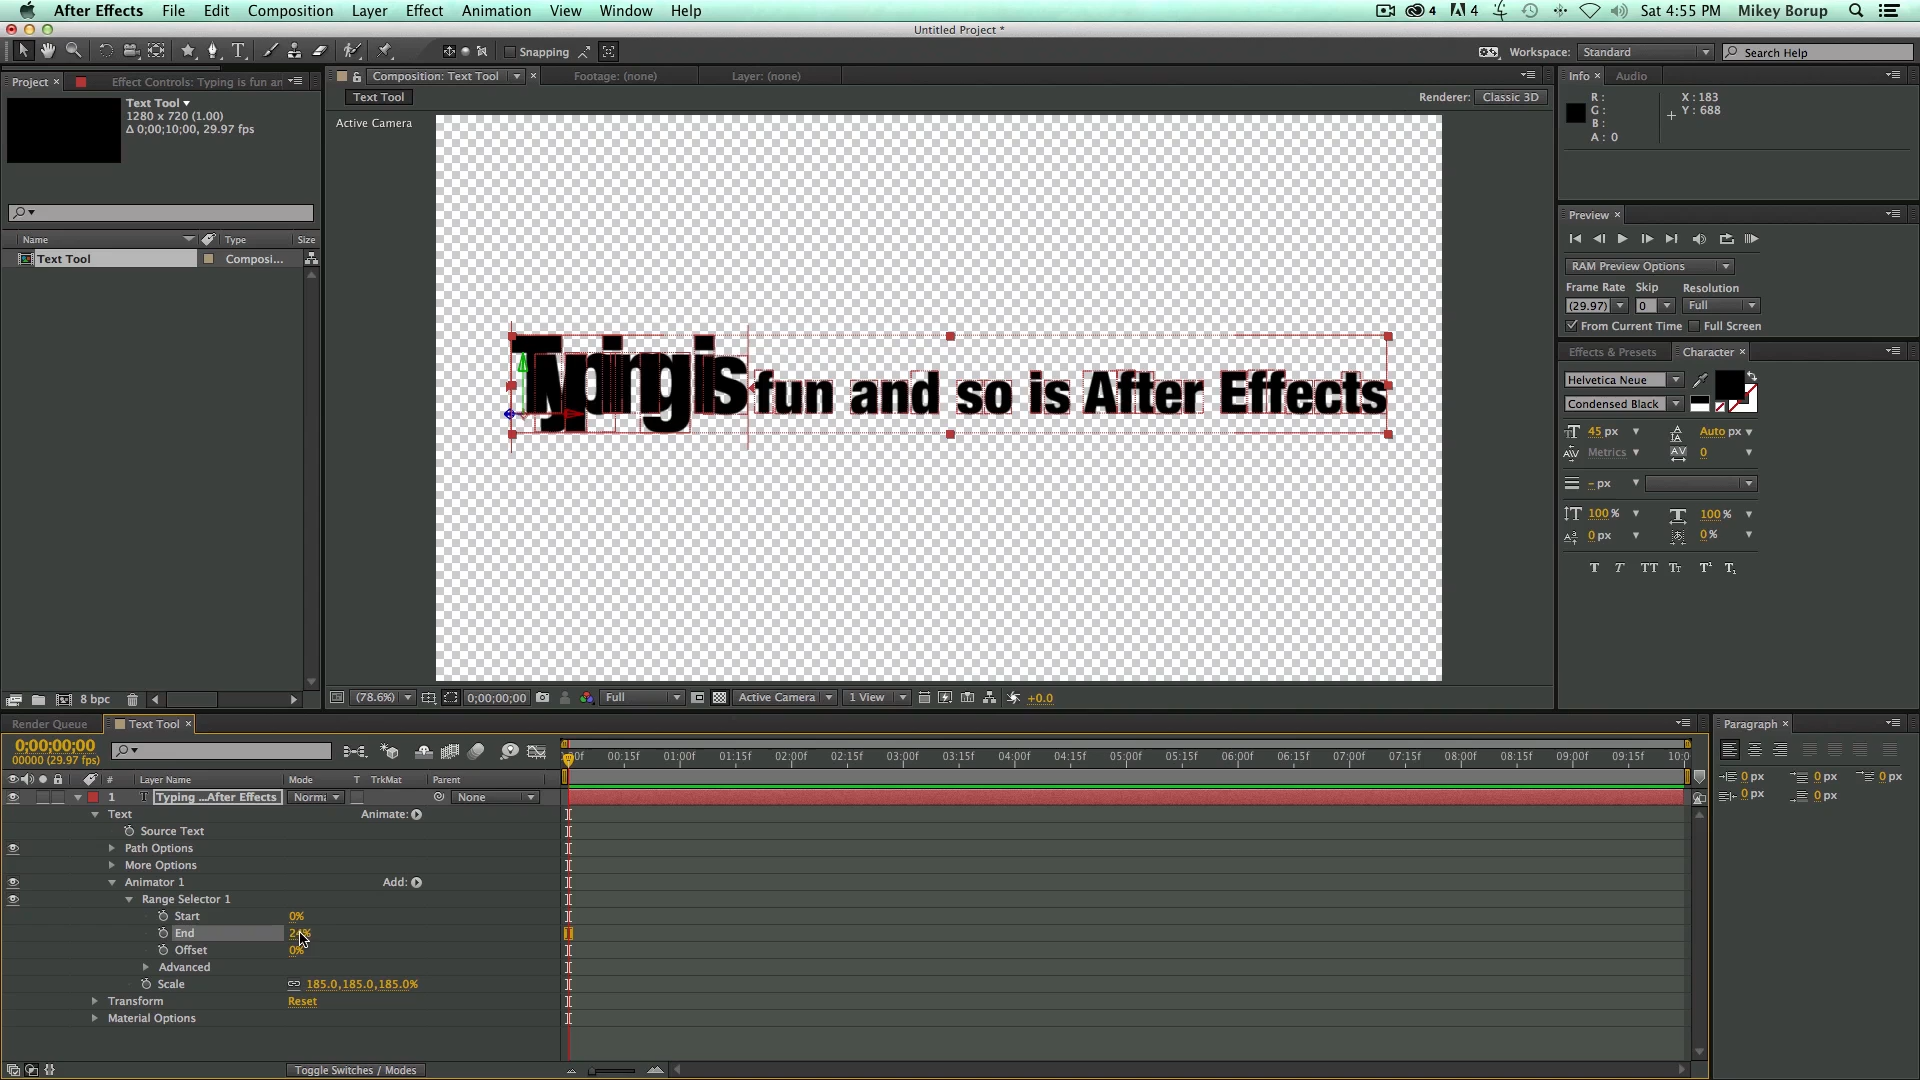 After Effects File Edit Composition Layer Effect Animation View Window Help 4 4 Sat 4:55 PM Mikey Borup
Untitled Project *
Snapping Workspace: Standard Search Help
Project × Effect Controls: Typing is fun an Composition: Text Tool × Footage: (none) Layer: (none) Info × Audio
Text Tool
1280 x 720 (1.00)
Δ 0;00;10;00, 29.97 fps
Text Tool Renderer: Classic 3D
Active Camera
R : X : 183
G : Y : 688
B :
A : 0
Name Type Size
Text Tool Composi...
Typing is fun and so is After Effects
Preview ×
RAM Preview Options
Frame Rate Skip Resolution
(29.97) 0 Full
From Current Time Full Screen
Effects & Presets Character ×
Helvetica Neue
Condensed Black
45 px Auto px
Metrics 0
– px
100 % 100 %
0 px 0 %
T T TT Tr T¹ T₁
8 bpc (78.6%) 0;00;00;00 Full Active Camera 1 View +0.0
Render Queue Text Tool × Paragraph ×
0;00;00;00
00000 (29.97 fps)
00:15f 01:00f 01:15f 02:00f 02:15f 03:00f 03:15f 04:00f 04:15f 05:00f 05:15f 06:00f 06:15f 07:00f 07:15f 08:00f 08:15f 09:00f 09:15f 10:0
# Layer Name Mode T TrkMat Parent
1 T Typing ...After Effects Norma None
Text Animate:
Source Text
Path Options
More Options
Animator 1 Add:
Range Selector 1
Start 0%
End
Offset 0%
Advanced
Scale 185.0,185.0,185.0%
Transform Reset
Material Options
Toggle Switches / Modes
0 px 0 px 0 px
0 px 0 px